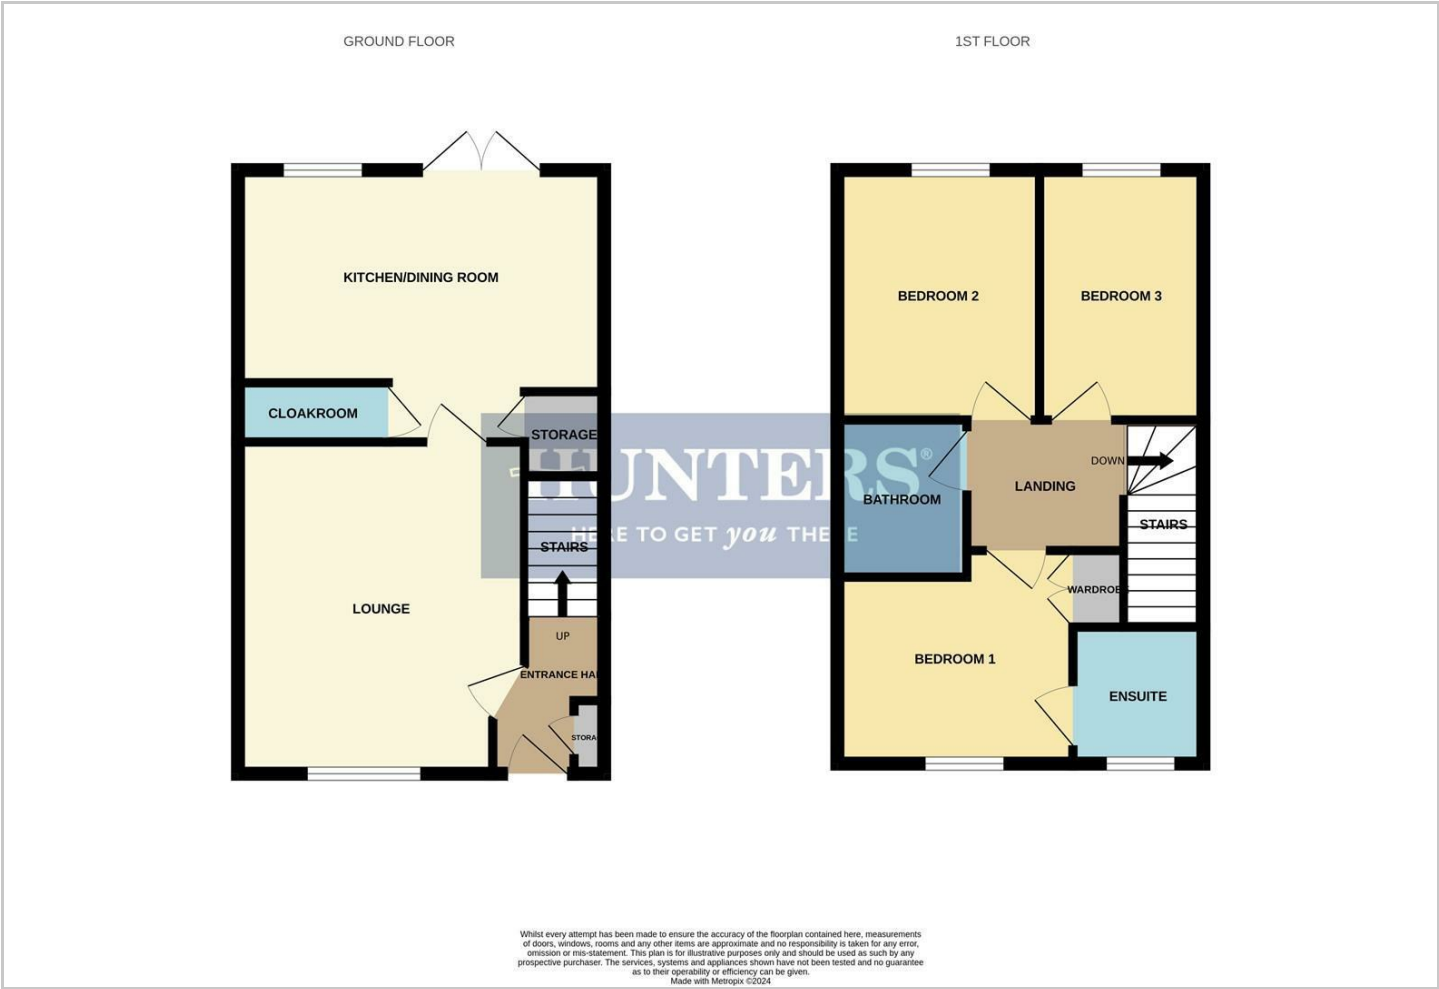 GROUND FLOOR
1ST FLOOR
KITCHEN/DINING ROOM
BEDROOM 2
BEDROOM 3
CLOAKROOM
STORAGE
HUNTERS®
HERE TO GET you THERE
DOWN
LANDING
BATHROOM
STAIRS
STAIRS
WARDROBE
LOUNGE
UP
ENTRANCE HA
BEDROOM 1
ENSUITE
STORA
Whilst every attempt has been made to ensure the accuracy of the floorplan contained here, measurements
of doors, windows, rooms and any other items are approximate and no responsibility is taken for any error,
omission or mis-statement. This plan is for illustrative purposes only and should be used as such by any
prospective purchaser. The services, systems and appliances shown have not been tested and no guarantee
as to their operability or efficiency can be given.
Made with Metropix ©2024